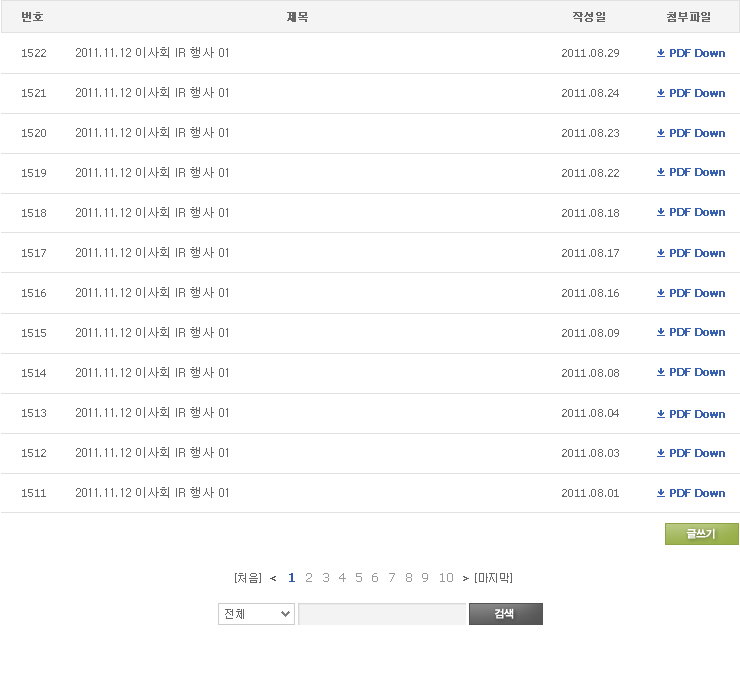 번호 제목 작성일 첨부파일
1522 2011.11.12 이사회 IR 행사 01 2011.08.29 PDF Down
1521 2011.11.12 이사회 IR 행사 01 2011.08.24 PDF Down
1520 2011.11.12 이사회 IR 행사 01 2011.08.23 PDF Down
1519 2011.11.12 이사회 IR 행사 01 2011.08.22 PDF Down
1518 2011.11.12 이사회 IR 행사 01 2011.08.18 PDF Down
1517 2011.11.12 이사회 IR 행사 01 2011.08.17 PDF Down
1516 2011.11.12 이사회 IR 행사 01 2011.08.16 PDF Down
1515 2011.11.12 이사회 IR 행사 01 2011.08.09 PDF Down
1514 2011.11.12 이사회 IR 행사 01 2011.08.08 PDF Down
1513 2011.11.12 이사회 IR 행사 01 2011.08.04 PDF Down
1512 2011.11.12 이사회 IR 행사 01 2011.08.03 PDF Down
1511 2011.11.12 이사회 IR 행사 01 2011.08.01 PDF Down
글쓰기
[처음] < 1 2 3 4 5 6 7 8 9 10 > [마지막]
전체 검색